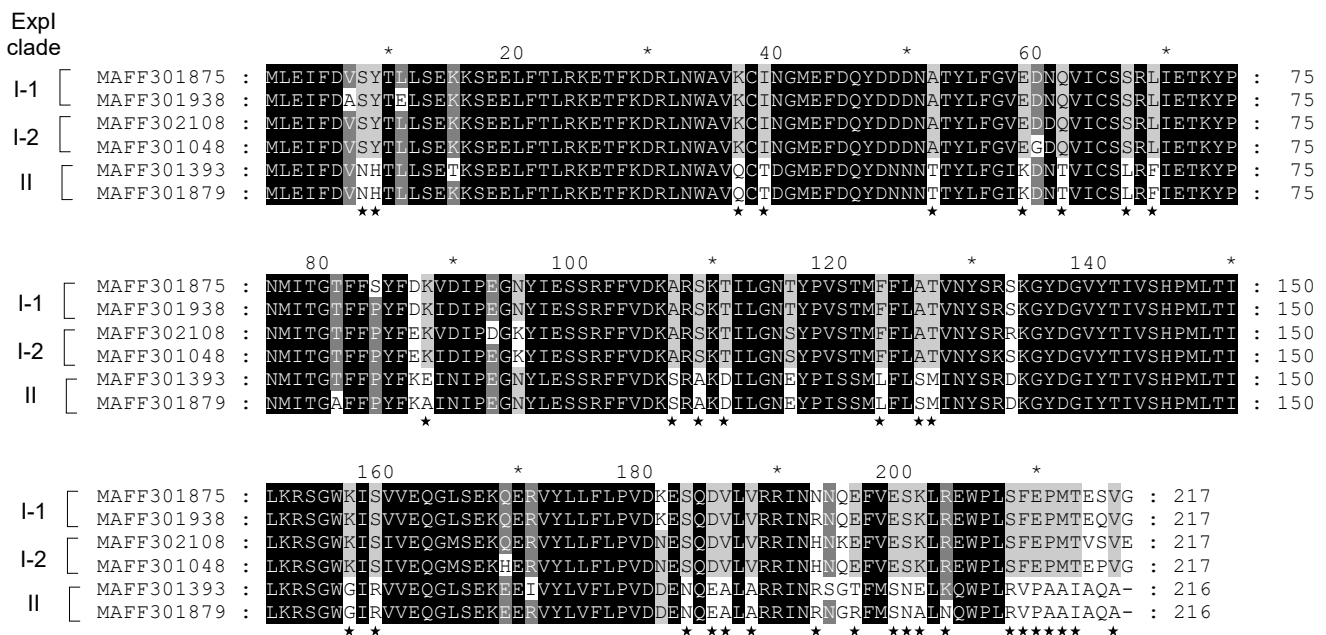 ExpI
clade
* 20 * 40 * 60 *
I-1
MAFF301875 : MLEIFDVSYTLLSEKKSEELFTLRKETFKDRLNWAVKCINGMEFDQYDDDNATYLFGVEDNQVICSSRLIETKYP : 75
MAFF301938 : MLEIFDASYTELSEKKSEELFTLRKETFKDRLNWAVKCINGMEFDQYDDDNATYLFGVEDNQVICSSRLIETKYP : 75
I-2
MAFF302108 : MLEIFDVSYTLLSEKKSEELFTLRKETFKDRLNWAVKCINGMEFDQYDDDNATYLFGVEDDQVICSSRLIETKYP : 75
MAFF301048 : MLEIFDVSYTLLSEKKSEELFTLRKETFKDRLNWAVKCINGMEFDQYDDDNATYLFGVEGDQVICSSRLIETKYP : 75
II
MAFF301393 : MLEIFDVNHTLLSETKSEELFTLRKETFKDRLNWAVQCTDGMEFDQYDNNNTTYLFGIKDNTVICSLRFIETKYP : 75
MAFF301879 : MLEIFDVNHTLLSEKKSEELFTLRKETFKDRLNWAVQCTDGMEFDQYDNNNTTYLFGIKDNTVICSLRFIETKYP : 75
80 * 100 * 120 * 140 *
I-1
MAFF301875 : NMITGTFFSYFDKVDIPEGNYIESSRFFVDKARSKTILGNTYPVSTMFFLATVNYSRSKGYDGVYTIVSHPMLTI : 150
MAFF301938 : NMITGTFFPYFDKIDIPEGNYIESSRFFVDKARSKTILGNTYPVSTMFFLATVNYSRSKGYDGVYTIVSHPMLTI : 150
I-2
MAFF302108 : NMITGTFFPYFEKVDIPDGKYIESSRFFVDKARSKTILGNSYPVSTMFFLATVNYSRRKGYDGVYTIVSHPMLTI : 150
MAFF301048 : NMITGTFFPYFEKIDIPEGKYIESSRFFVDKARSKTILGNSYPVSTMFFLATVNYSKSKGYDGVYTIVSHPMLTI : 150
II
MAFF301393 : NMITGTFFPYFKEINIPEGNYLESSRFFVDKSRAKDILGNEYPISSMLFLSMINYSRDKGYDGIYTIVSHPMLTI : 150
MAFF301879 : NMITGAFFPYFKAINIPEGNYLESSRFFVDKSRAKDILGNEYPISSMLFLSMINYSRDKGYDGIYTIVSHPMLTI : 150
160 * 180 * 200 *
I-1
MAFF301875 : LKRSGWKISVVEQGLSEKQERVYLLFLPVDKESQDVLVRRINNNQEFVESKLREWPLSFEPMTESVG : 217
MAFF301938 : LKRSGWKISVVEQGLSEKQERVYLLFLPVDKESQDVLVRRINRNQEFVESKLREWPLSFEPMTEQVG : 217
I-2
MAFF302108 : LKRSGWKISVVEQGMSEKQERVYLLFLPVDNESQDVLVRRINHNKEFVESKLREWPLSFEPMTVSVE : 217
MAFF301048 : LKRSGWKISVVEQGMSEKHERVYLLFLPVDNESQDVLVRRINHNQEFVESKLREWPLSFEPMTEPVG : 217
II
MAFF301393 : LKRSGWGIRVVEQGLSEKEEIVYLVFLPVDDENQEALARRINRSGTFMSNELKQWPLRVPAAIAQA- : 216
MAFF301879 : LKRSGWGIRVVEQGLSEKEERVYLVFLPVDDENQEALARRINRNGRFMSNALNQWPLRVPAAIAQA- : 216